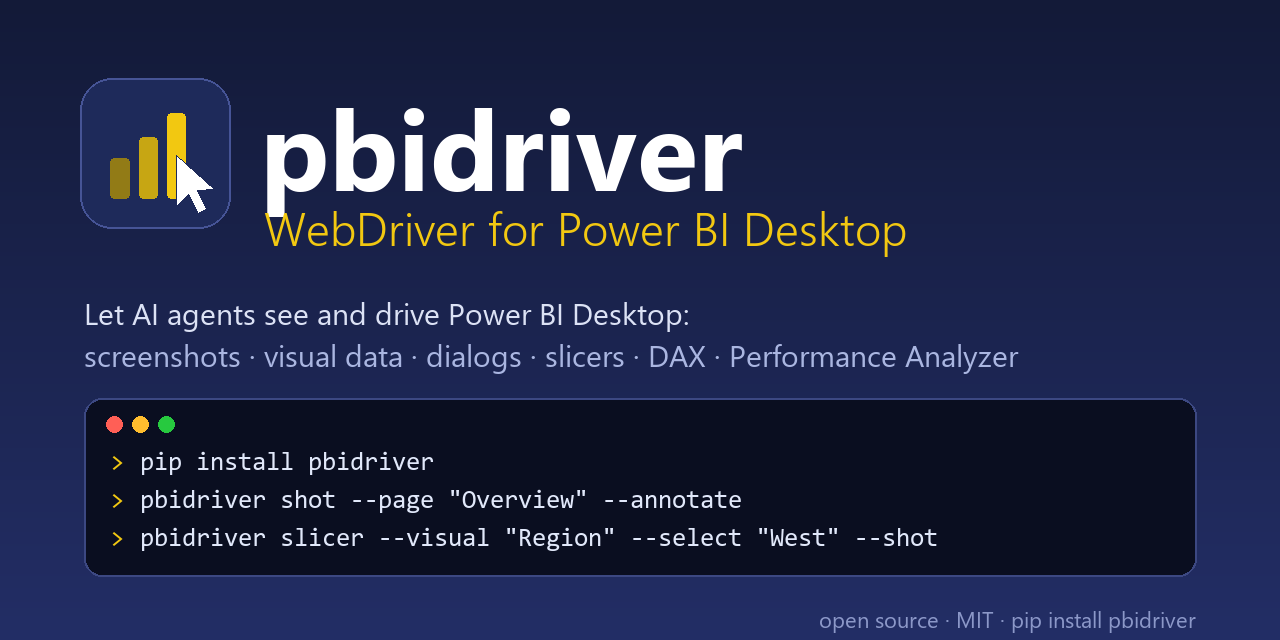 pbidriver
WebDriver for Power BI Desktop
Let AI agents see and drive Power BI Desktop:
screenshots · visual data · dialogs · slicers · DAX · Performance Analyzer
> pip install pbidriver
> pbidriver shot --page "Overview" --annotate
> pbidriver slicer --visual "Region" --select "West" --shot
open source · MIT · pip install pbidriver